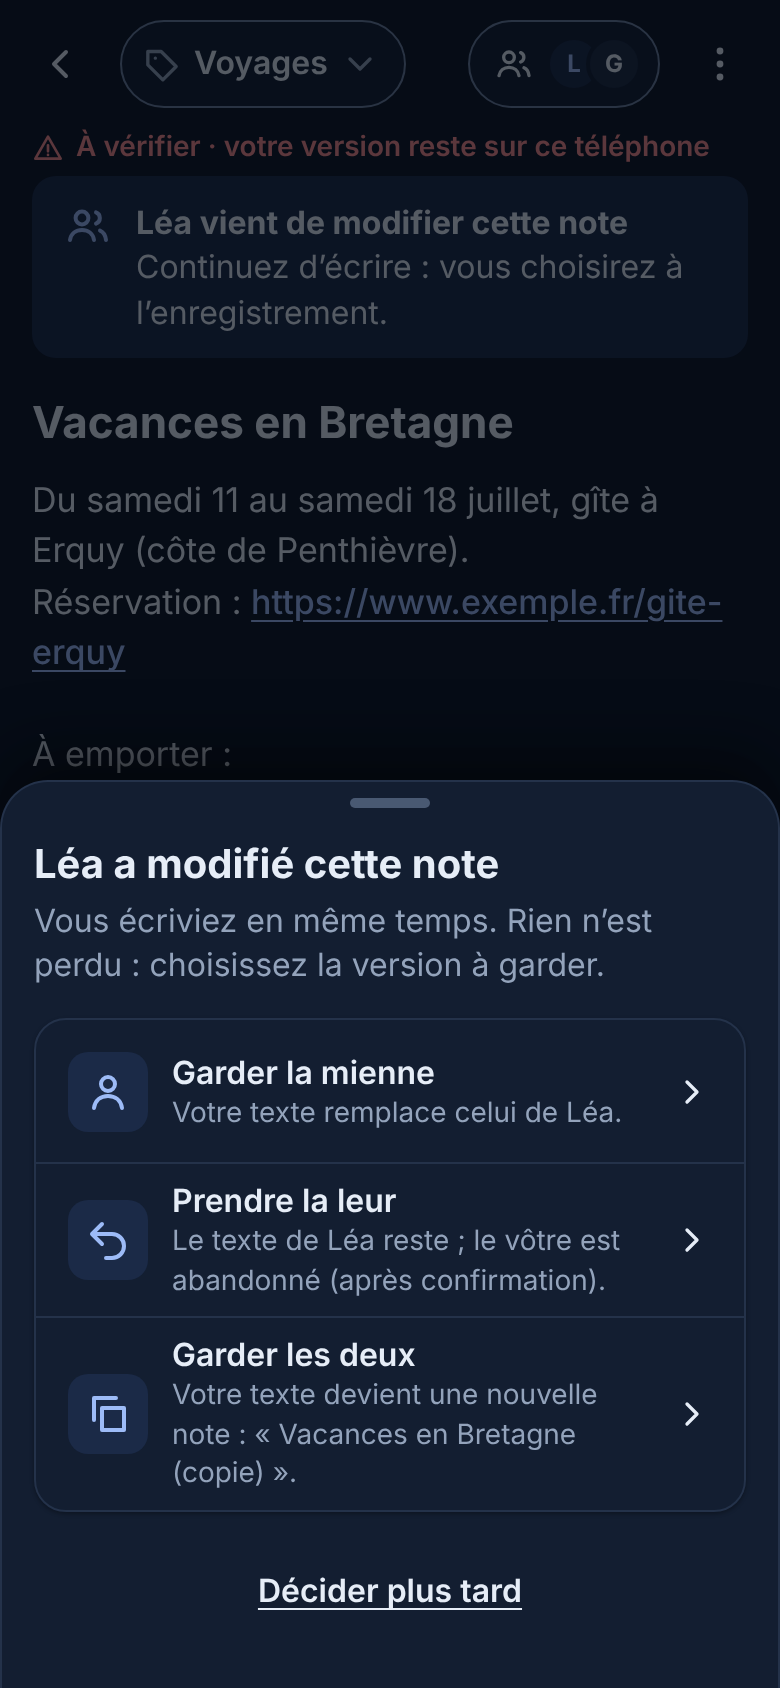 Voyages
L G
À vérifier · votre version reste sur ce téléphone
Léa vient de modifier cette note
Continuez d’écrire : vous choisirez à
l’enregistrement.
Vacances en Bretagne
Du samedi 11 au samedi 18 juillet, gîte à
Erquy (côte de Penthièvre).
Réservation : https://www.exemple.fr/gite-
erquy
À emporter :
Léa a modifié cette note
Vous écriviez en même temps. Rien n’est
perdu : choisissez la version à garder.
Garder la mienne
Votre texte remplace celui de Léa.
Prendre la leur
Le texte de Léa reste ; le vôtre est
abandonné (après confirmation).
Garder les deux
Votre texte devient une nouvelle
note : « Vacances en Bretagne
(copie) ».
Décider plus tard